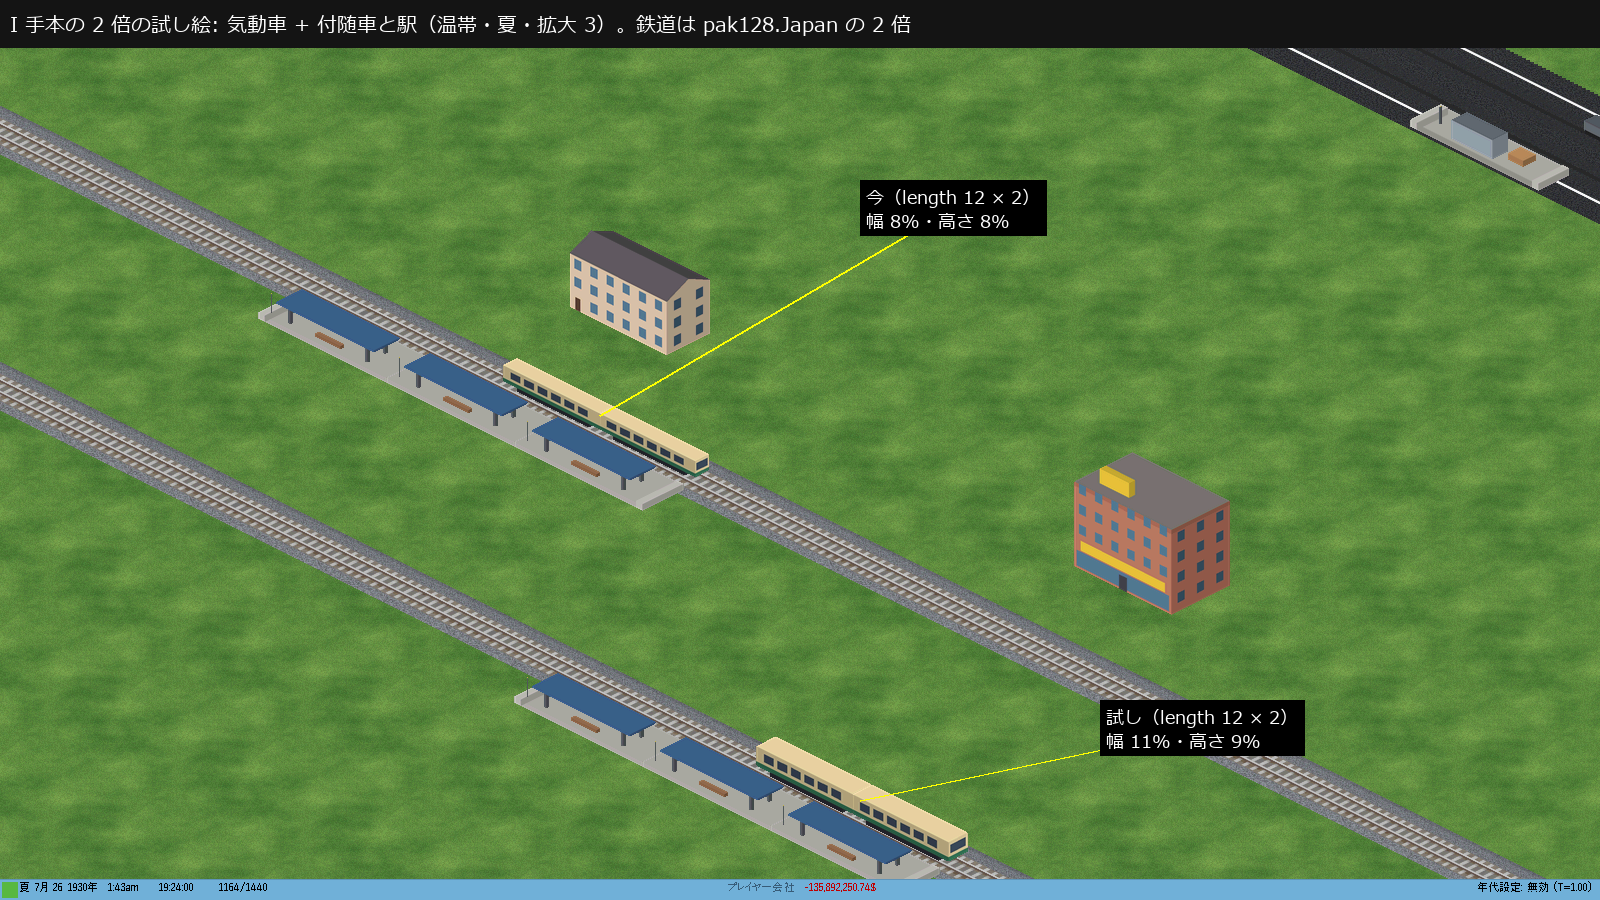 I 手本の 2 倍の試し絵: 気動車 + 付随車と駅（温帯・夏・拡大 3）。鉄道は pak128.Japan の 2 倍
今（length 12 × 2）
幅 8%・高さ 8%
試し（length 12 × 2）
幅 11%・高さ 9%
夏 7月 26 1930年 1:43am 19:24:00 1164/1440 プレイヤー会社 -135,892,250.74$ 年代設定: 無効 (T=1.00)